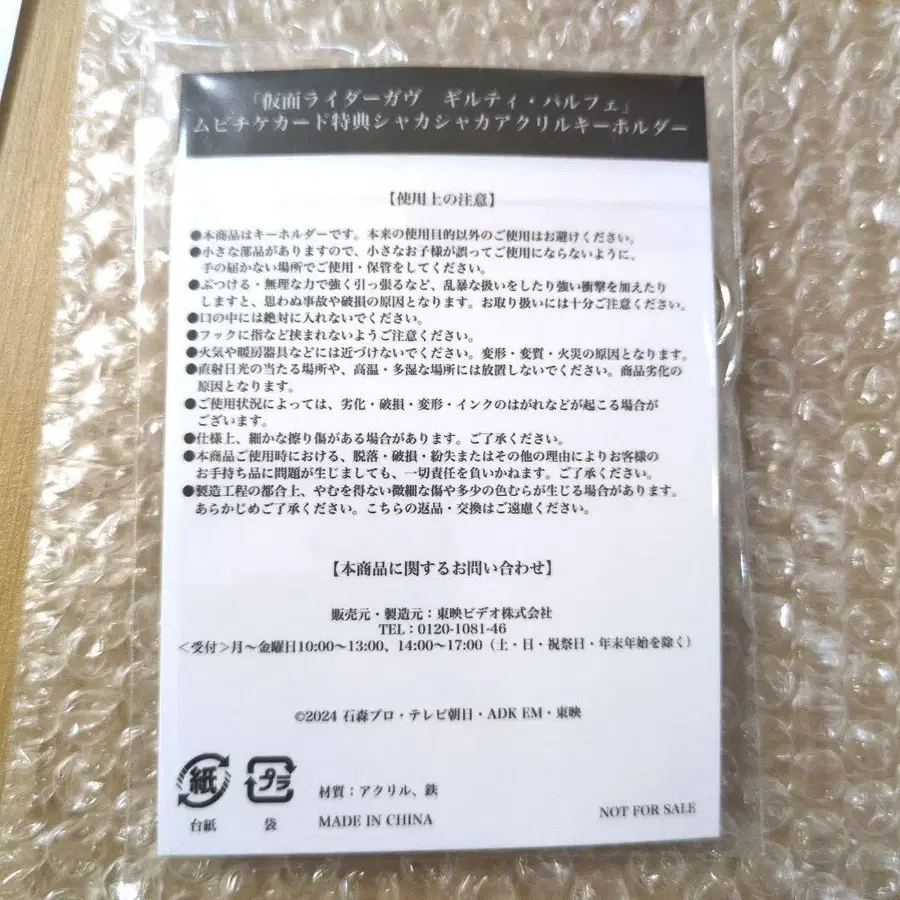 「仮面ライダーガヴ　ギルティ・パルフェ」
ムビチケカード特典シャカシャカアクリルキーホルダー
【使用上の注意】
●本商品はキーホルダーです。本来の使用目的以外のご使用はお避けください。
●小さな部品がありますので、小さなお子様が誤ってご使用にならないように、
手の届かない場所でご使用・保管をしてください。
●ぶつける・無理な力で強く引っ張るなど、乱暴な扱いをしたり強い衝撃を加えたり
しますと、思わぬ事故や破損の原因となります。お取り扱いには十分ご注意ください。
●口の中には絶対に入れないでください。
●フックに指など挟まれないようご注意ください。
●火気や暖房器具などには近づけないでください。変形・変質・火災の原因となります。
●直射日光の当たる場所や、高温・多湿な場所には放置しないでください。商品劣化の
原因となります。
●ご使用状況によっては、劣化・破損・変形・インクのはがれなどが起こる場合が
ございます。
●仕様上、細かな擦り傷がある場合があります。ご了承ください。
●本商品ご使用時における、脱落・破損・紛失またはその他の理由によりお客様の
お手持ち品に問題が生じましても、一切責任を負いかねます。ご了承ください。
●製造工程の都合上、やむを得ない微細な傷や多少の色むらが生じる場合があります。
あらかじめご了承ください。こちらの返品・交換はご遠慮ください。
【本商品に関するお問い合わせ】
販売元・製造元：東映ビデオ株式会社
TEL：0120-1081-46
＜受付＞月～金曜日10:00～13:00、14:00～17:00（土・日・祝祭日・年末年始を除く）
©2024 石森プロ・テレビ朝日・ADK EM・東映
紙
プラ
材質：アクリル、鉄
台紙
袋
MADE IN CHINA
NOT FOR SALE